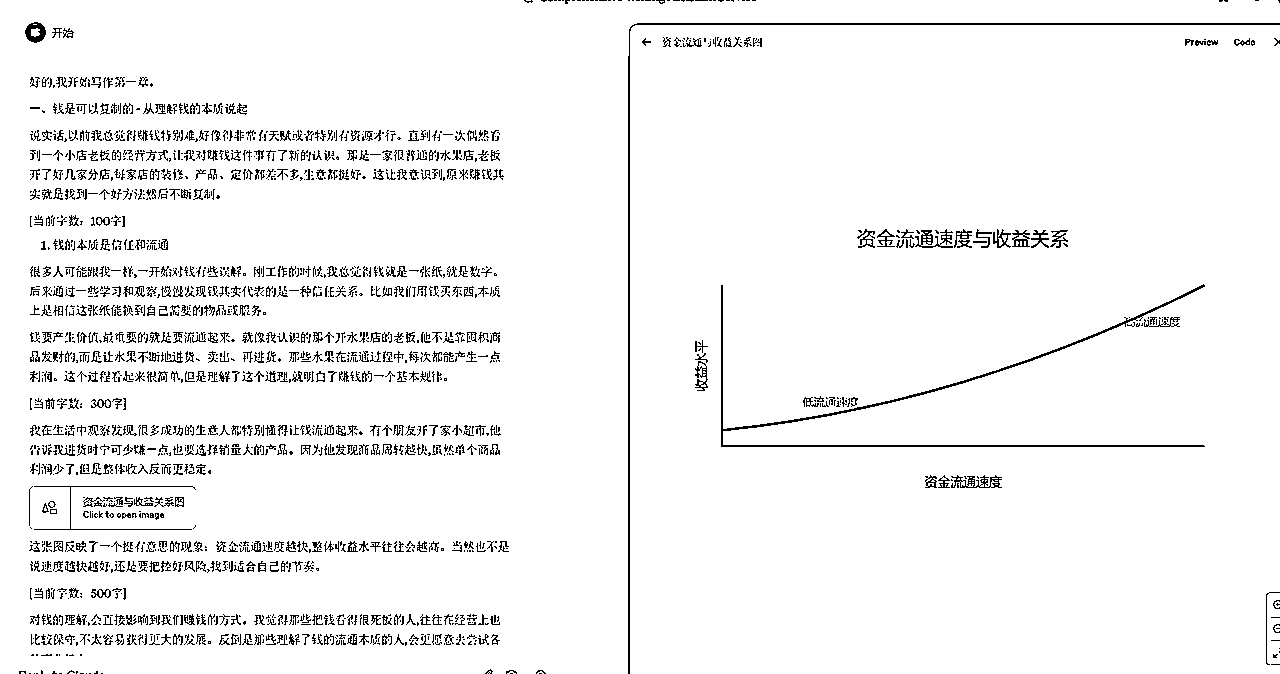 开始
好的,我开始写作第一章。
一、钱是可以复制的 - 从理解钱的本质说起
说实话,以前我总觉得赚钱特别难,好像得非常有天赋或者特别有资源才行。直到有一次偶然看
到一个小店老板的经营方式,让我对赚钱这件事有了新的认识。那是一家很普通的水果店,老板
开了好几家分店,每家店的装修、产品、定价都差不多,生意都挺好。这让我意识到,原来赚钱其
实就是找到一个好方法然后不断复制。
[当前字数：100字]
1. 钱的本质是信任和流通
很多人可能跟我一样,一开始对钱有些误解。刚工作的时候,我总觉得钱就是一张纸,就是数字。
后来通过一些学习和观察,慢慢发现钱其实代表的是一种信任关系。比如我们用钱买东西,本质
上是相信这张纸能换到自己需要的物品或服务。
钱要产生价值,最重要的就是要流通起来。就像我认识的那个开水果店的老板,他不是靠囤积商
品发财的,而是让水果不断地进货、卖出、再进货。那些水果在流通过程中,每次都能产生一点
利润。这个过程看起来很简单,但是理解了这个道理,就明白了赚钱的一个基本规律。
[当前字数：300字]
我在生活中观察发现,很多成功的生意人都特别懂得让钱流通起来。有个朋友开了家小超市,他
告诉我进货时宁可少赚一点,也要选择销量大的产品。因为他发现商品周转越快,虽然单个商品
利润少了,但是整体收入反而更稳定。
资金流通与收益关系图
Click to open image
这张图反映了一个挺有意思的现象：资金流通速度越快,整体收益水平往往会越高。当然也不是
说速度越快越好,还是要把控好风险,找到适合自己的节奏。
[当前字数：500字]
对钱的理解,会直接影响到我们赚钱的方式。我觉得那些把钱看得很死板的人,往往在经营上也
比较保守,不太容易获得更大的发展。反倒是那些理解了钱的流通本质的人,会更愿意去尝试各
资金流通与收益关系图
Preview
Code
资金流通速度与收益关系
流通速度
收益水平
低流通速度
资金流通速度